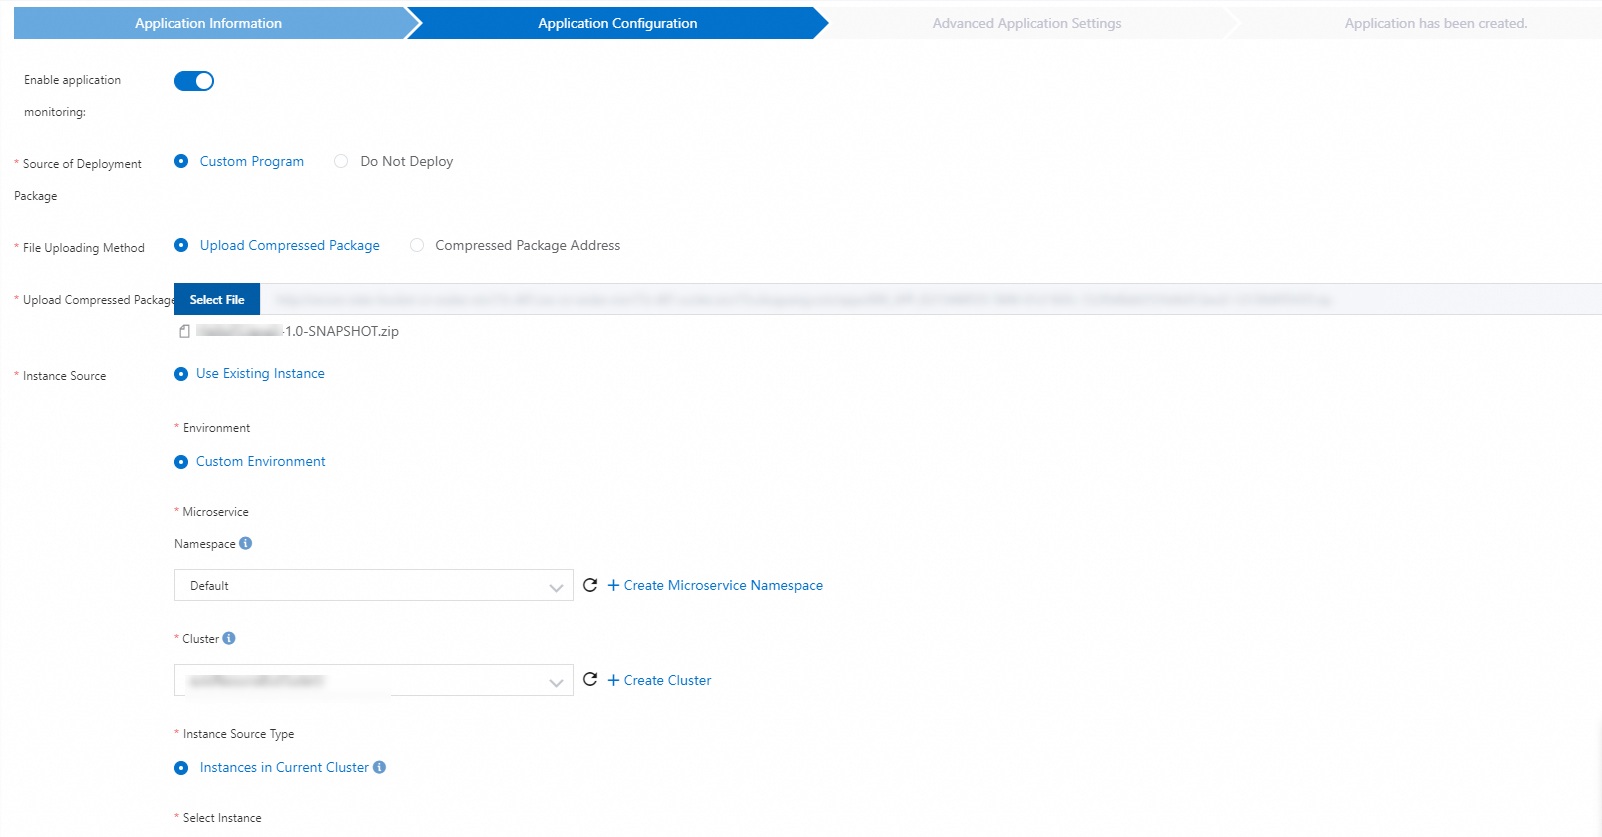 Application Information
Application Configuration
Advanced Application Settings
Application has been created.
Enable application
monitoring:
* Source of Deployment
Package
Custom Program
Do Not Deploy
* File Uploading Method
Upload Compressed Package
Compressed Package Address
* Upload Compressed Package
Select File
-1.0-SNAPSHOT.zip
* Instance Source
Use Existing Instance
* Environment
Custom Environment
* Microservice
Namespace
Default
+ Create Microservice Namespace
* Cluster
+ Create Cluster
* Instance Source Type
Instances in Current Cluster
* Select Instance